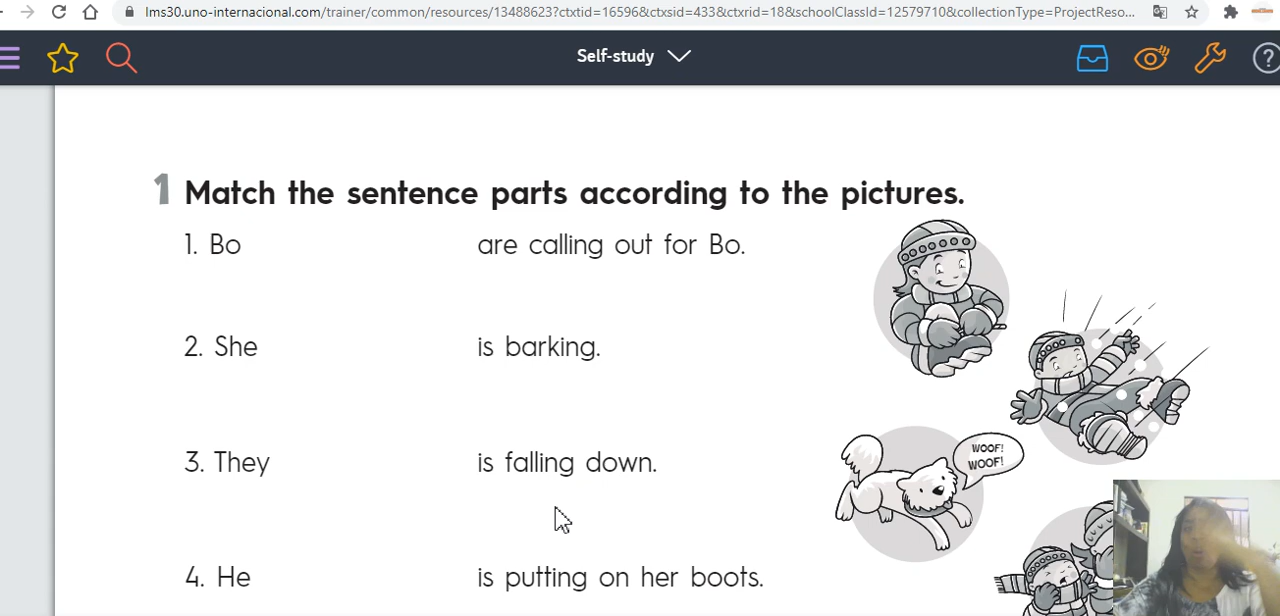 lms30.uno-internacional.com/trainer/common/resources/13488623?ctxtid=16596&ctxsid=433&ctxrid=18&schoolClassId=12579710&collectionType=ProjectReso...
Self-study
?
1 Match the sentence parts according to the pictures.
1. Bo are calling out for Bo.
2. She is barking.
3. They is falling down.
WOOF!
WOOF!
4. He is putting on her boots.